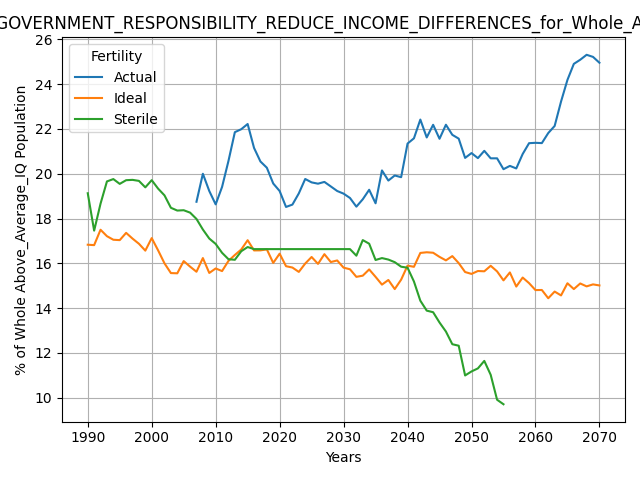 GOVERNMENT_RESPONSIBILITY_REDUCE_INCOME_DIFFERENCES_for_Whole_A
26
24
22
20
18
16
14
12
10
% of Whole Above_Average_IQ Population
Fertility
Actual
Ideal
Sterile
1990 2000 2010 2020 2030 2040 2050 2060 2070
Years